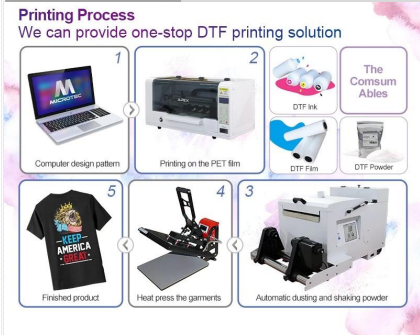 Printing Process
We can provide one-stop DTF printing solution
1
MICROTEC
Computer design pattern
2
Printing on the PET film
DTF Ink
The
Comsum
Ables
DTF Film
DTF Powder
5
KEEP
AMERICA
GREAT
Finished product
4
Heat press the garments
3
Automatic dusting and shaking powder